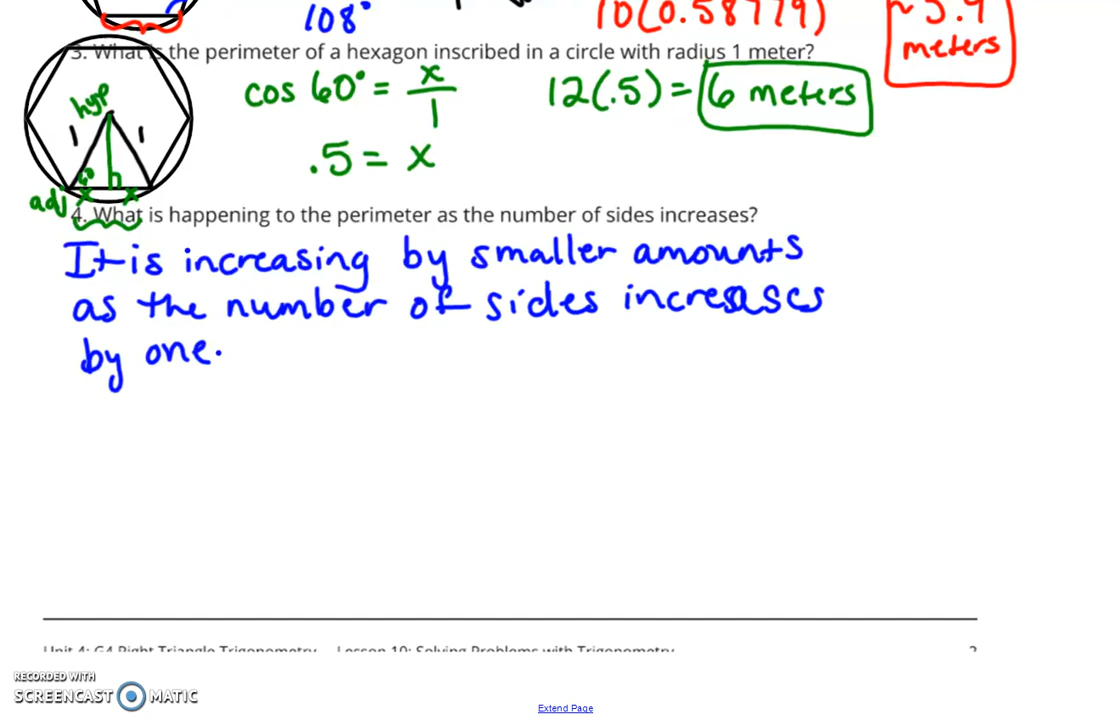 108°
10(0.58779)
~5.9
meters
3. What is the perimeter of a hexagon inscribed in a circle with radius 1 meter?
hyp
cos 60° = x/1
12(.5) = 6 meters
1
1
.5 = x
60
adj
x
x
4. What is happening to the perimeter as the number of sides increases?
It is increasing by smaller amounts
as the number of sides increases
by one.
Unit 4: G4 Right Triangle Trigonometry
Lesson 10: Solving Problems with Trigonometry
2
RECORDED WITH
SCREENCAST MATIC
Extend Page